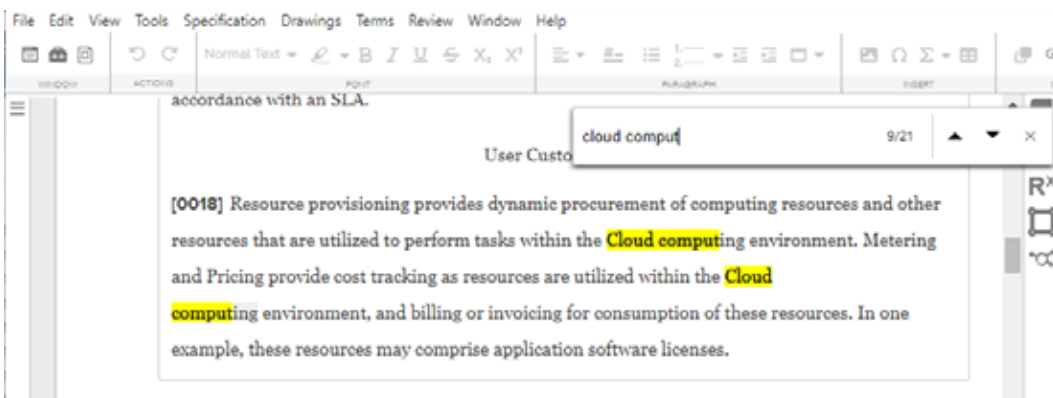 File Edit View Tools Specification Drawings Terms Review Window Help
Normal Text B I U S X₂ X²
WINDOW ACTIONS FONT PARAGRAPH INSERT
accordance with an SLA.
cloud comput 9/21
User Custo
[0018] Resource provisioning provides dynamic procurement of computing resources and other
resources that are utilized to perform tasks within the Cloud computing environment. Metering
and Pricing provide cost tracking as resources are utilized within the Cloud
computing environment, and billing or invoicing for consumption of these resources. In one
example, these resources may comprise application software licenses.